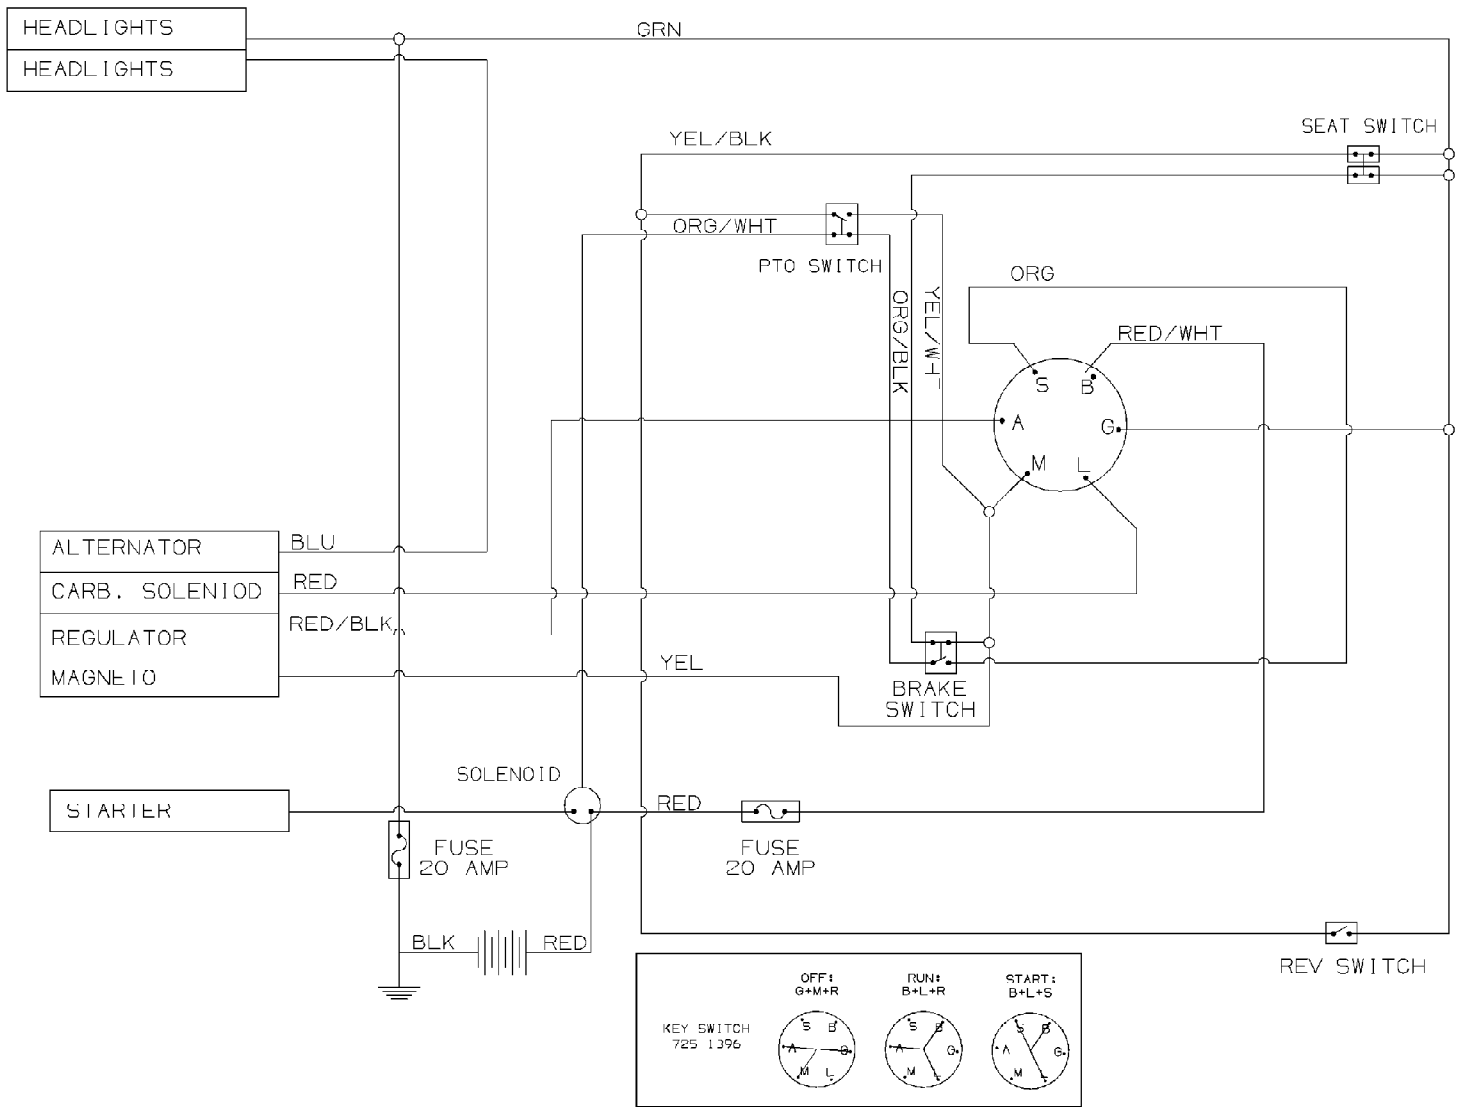 HEADLIGHTS
GRN
HEADLIGHTS
SEAT SWITCH
YEL/BLK
ORG/WHT
PTO SWITCH
ORG
ORG/BLK
YEL/WHT
RED/WHT
S
B
A
G
M
L
ALTERNATOR
BLU
CARB. SOLENIOD
RED
RED/BLK
REGULATOR
YEL
MAGNETO
BRAKE
SWITCH
SOLENOID
STARTER
RED
FUSE
20 AMP
FUSE
20 AMP
BLK
RED
REV SWITCH
OFF:
G+M+R
RUN:
B+L+R
START:
B+L+S
KEY SWITCH
725 1396
S
B
A
G
M
L
S
B
A
G
M
L
S
B
A
G
M
L